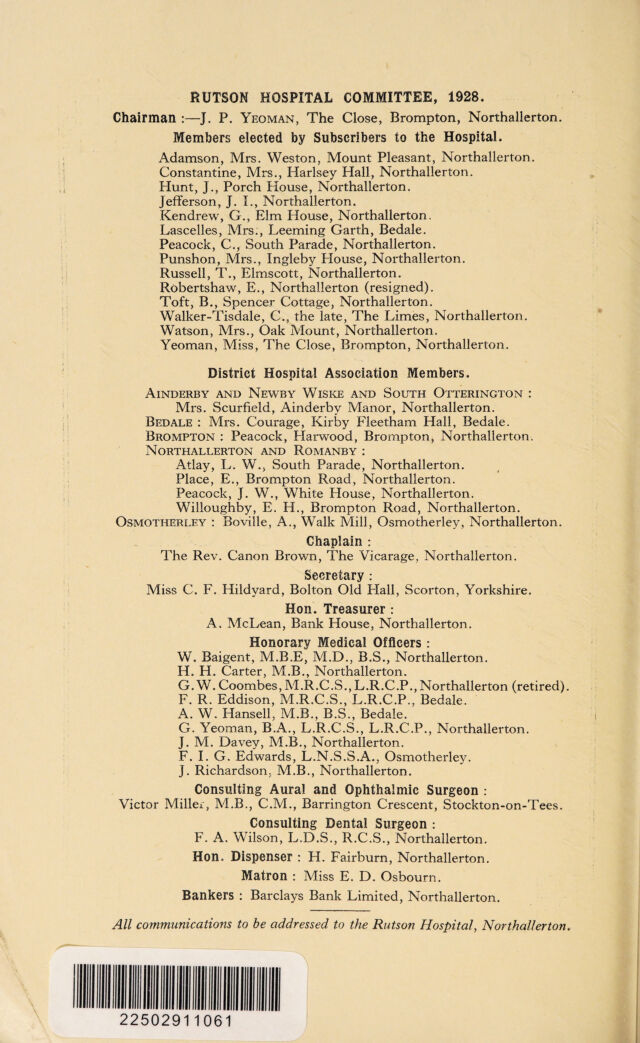 RUTSON HOSPITAL COMMITTEE, 1928.
Chairman :—J. P. YEOMAN, The Close, Brompton, Northallerton.
Members elected by Subscribers to the Hospital.
Adamson, Mrs. Weston, Mount Pleasant, Northallerton.
Constantine, Mrs., Harlsey Hall, Northallerton.
Hunt, J., Porch House, Northallerton.
Jefferson, J. I., Northallerton.
Kendrew, G., Elm House, Northallerton.
Lascelles, Mrs., Leeming Garth, Bedale.
Peacock, C., South Parade, Northallerton.
Punshon, Mrs., Ingleby House, Northallerton.
Russell, T., Elmscott, Northallerton.
Robertshaw, E., Northallerton (resigned).
Toft, B., Spencer Cottage, Northallerton.
Walker-Tisdale, C., the late, The Limes, Northallerton.
Watson, Mrs., Oak Mount, Northallerton.
Yeoman, Miss, The Close, Brompton, Northallerton.
District Hospital Association Members.
AINDERBY AND NEWBY WISKE AND SOUTH OTTERINGTON :
Mrs. Scurfield, Ainderby Manor, Northallerton.
BEDALE : Mrs. Courage, Kirby Fleetham Hall, Bedale.
BROMPTON : Peacock, Harwood, Brompton, Northallerton.
NORTHALLERTON AND ROMANBY :
Atlay, L. W., South Parade, Northallerton.
Place, E., Brompton Road, Northallerton.
Peacock, J. W., White House, Northallerton.
Willoughby, E. H., Brompton Road, Northallerton.
OSMOTHERLEY : Boville, A., Walk Mill, Osmotherley, Northallerton.
Chaplain :
The Rev. Canon Brown, The Vicarage, Northallerton.
Secretary :
Miss C. F. Hildyard, Bolton Old Hall, Scorton, Yorkshire.
Hon. Treasurer :
A. McLean, Bank House, Northallerton.
Honorary Medical Officers :
W. Baigent, M.B.E, M.D., B.S., Northallerton.
H. H. Carter, M.B., Northallerton.
G.W. Coombes, M.R.C.S., L.R.C.P., Northallerton (retired).
F. R. Eddison, M.R.C.S., L.R.C.P., Bedale.
A. W. Hansell, M.B., B.S., Bedale.
G. Yeoman, B.A., L.R.C.S., L.R.C.P., Northallerton.
J. M. Davey, M.B., Northallerton.
F. I. G. Edwards, L.N.S.S.A., Osmotherley.
J. Richardson, M.B., Northallerton.
Consulting Aural and Ophthalmic Surgeon :
Victor Miller, M.B., C.M., Barrington Crescent, Stockton-on-Tees.
Consulting Dental Surgeon :
F. A. Wilson, L.D.S., R.C.S., Northallerton.
Hon. Dispenser : H. Fairburn, Northallerton.
Matron : Miss E. D. Osbourn.
Bankers : Barclays Bank Limited, Northallerton.
All communications to be addressed to the Rutson Hospital, Northallerton.
22502911061